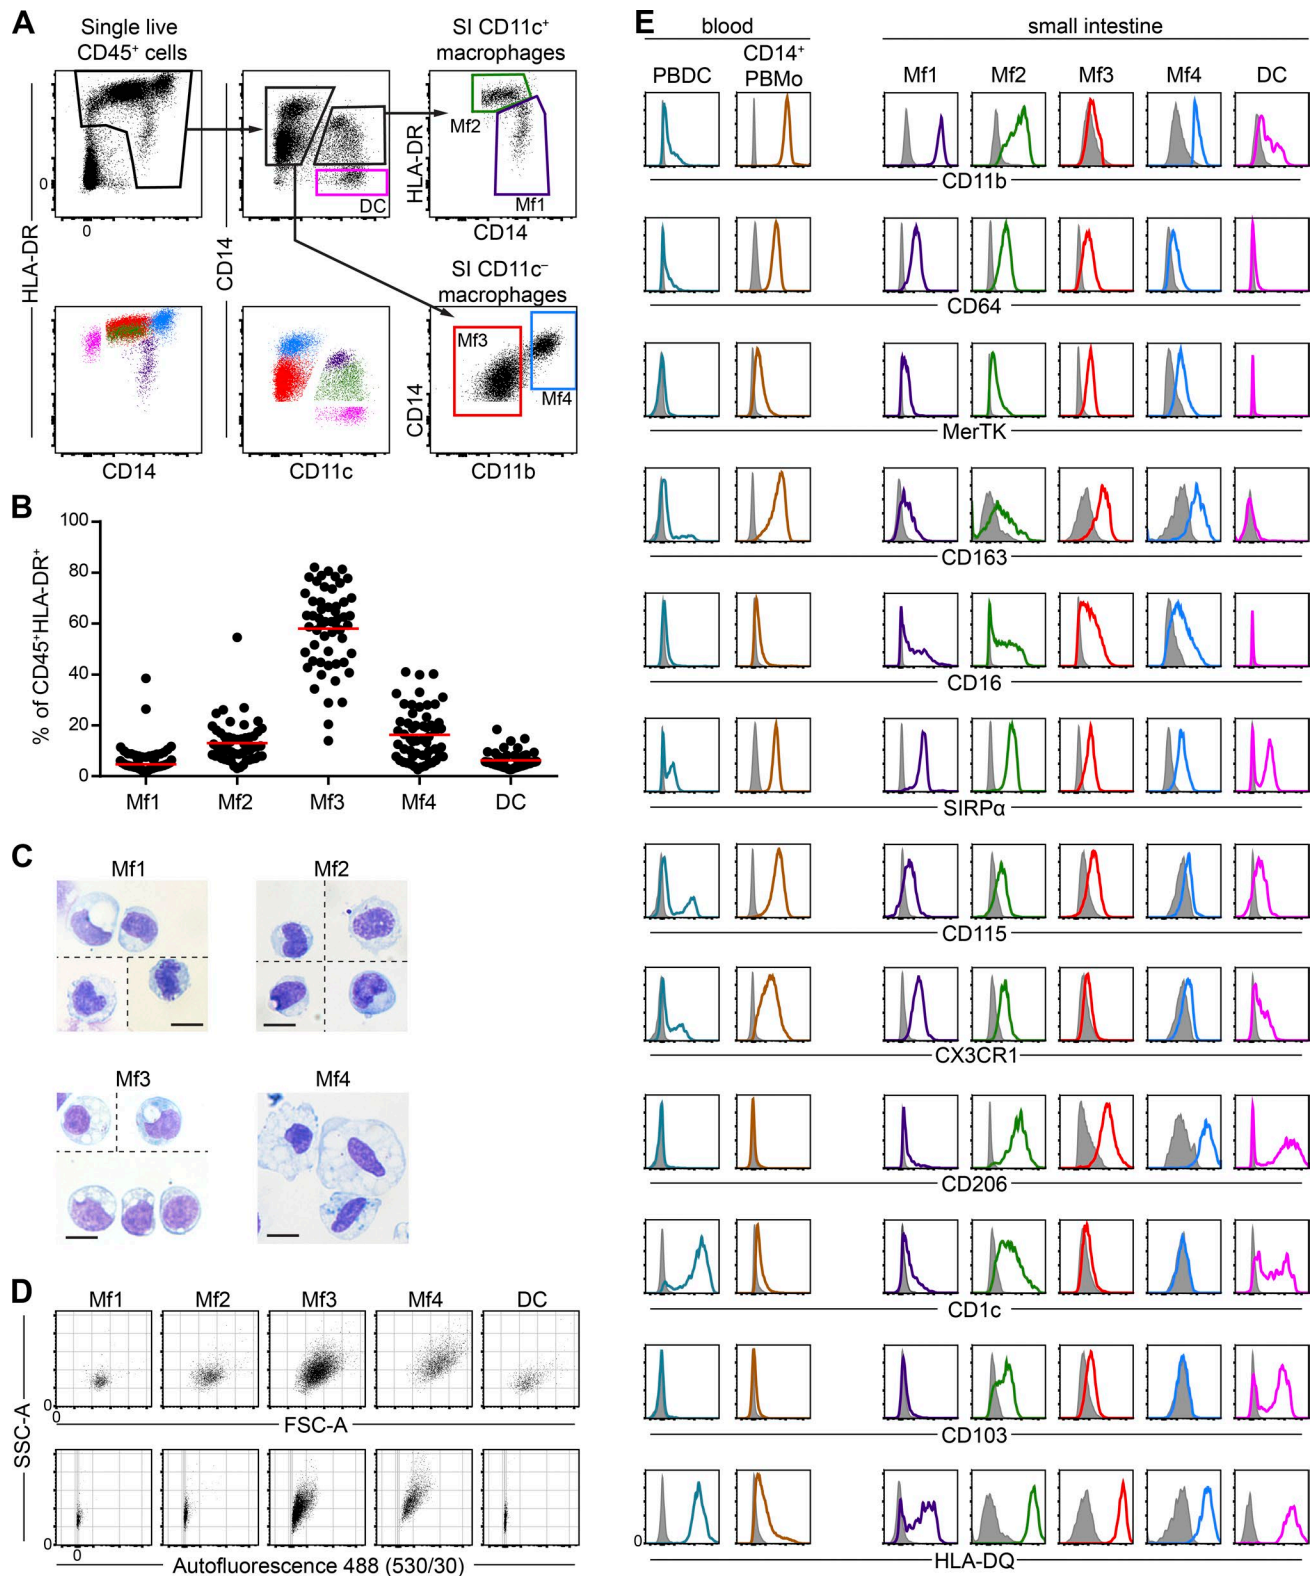 A
Single live
CD45⁺ cells
SI CD11c⁺
macrophages
HLA-DR
0
0
CD14
DC
HLA-DR
Mf2
Mf1
CD14
SI CD11c⁻
macrophages
CD14
CD11c
CD14
Mf3
Mf4
CD11b
B
% of CD45⁺HLA-DR⁺
100
80
60
40
20
0
Mf1
Mf2
Mf3
Mf4
DC
C
Mf1
Mf2
Mf3
Mf4
D
Mf1
Mf2
Mf3
Mf4
DC
SSC-A
0
0
FSC-A
0
0
Autofluorescence 488 (530/30)
E
blood
small intestine
PBDC
CD14⁺
PBMo
Mf1
Mf2
Mf3
Mf4
DC
CD11b
CD64
MerTK
CD163
CD16
SIRPα
CD115
CX3CR1
CD206
CD1c
CD103
0
HLA-DQ